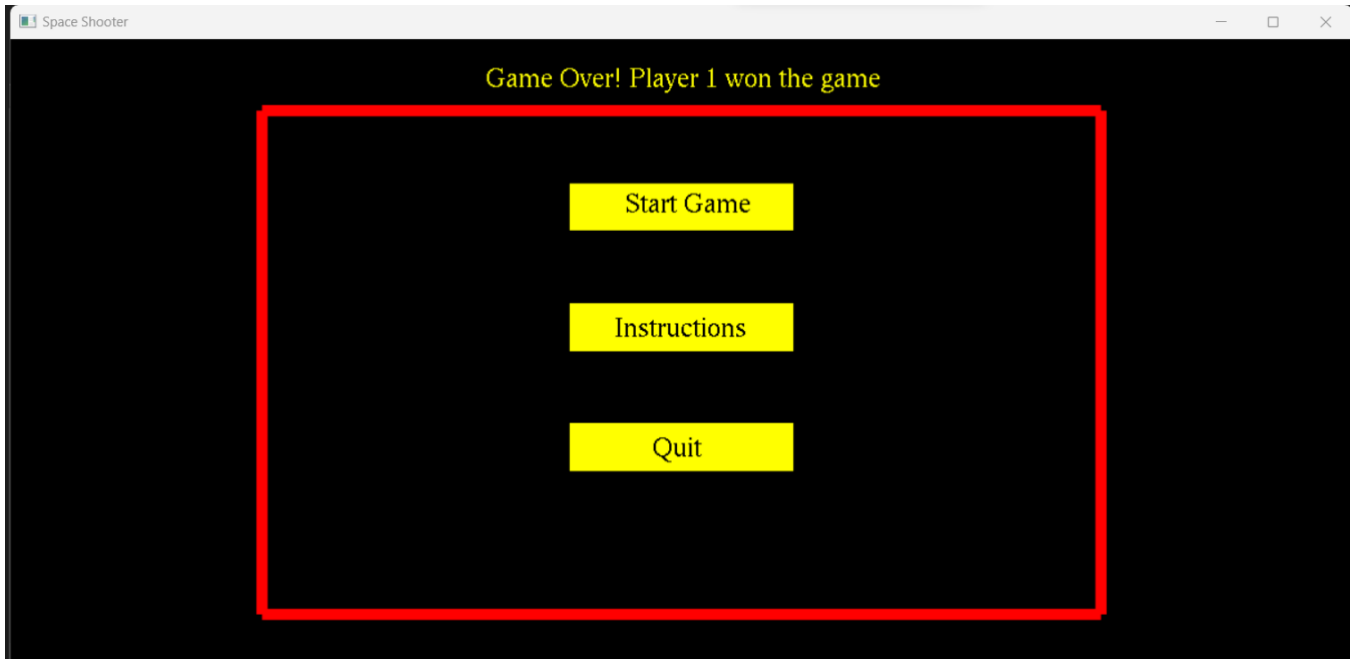 Space Shooter
Game Over! Player 1 won the game
Start Game
Instructions
Quit